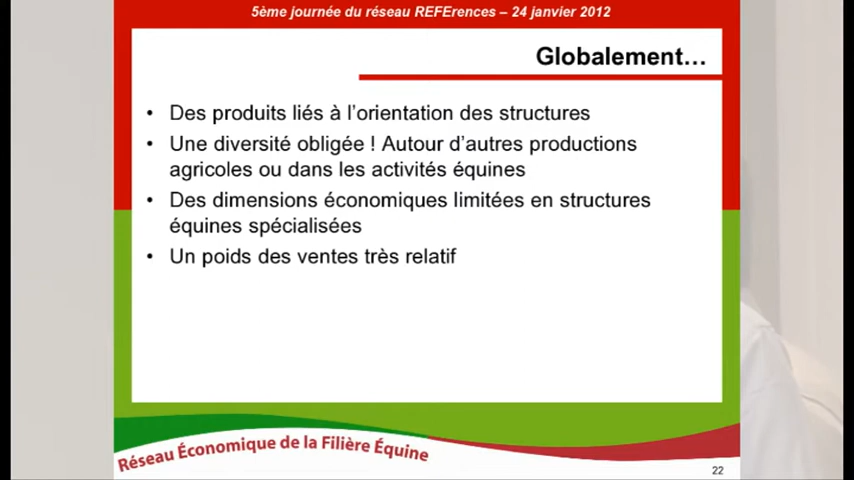 5ème journée du réseau REFErences – 24 janvier 2012
Globalement…
• Des produits liés à l’orientation des structures
• Une diversité obligée ! Autour d’autres productions
agricoles ou dans les activités équines
• Des dimensions économiques limitées en structures
équines spécialisées
• Un poids des ventes très relatif
Réseau Économique de la Filière Équine
22